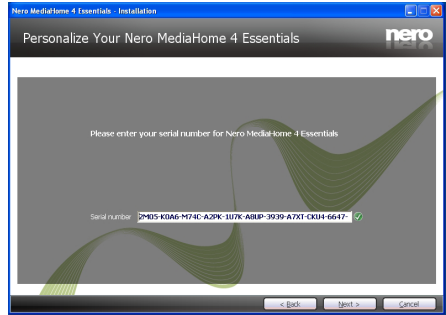 Nero MediaHome 4 Essentials - Installation
Personalize Your Nero MediaHome 4 Essentials
nero
Please enter your serial number for Nero MediaHome 4 Essentials
Serial number 2M05-K0A6-M74C-A2PK-1U7K-A8UP-3939-A7XT-CKU4-6647-
< Back Next > Cancel